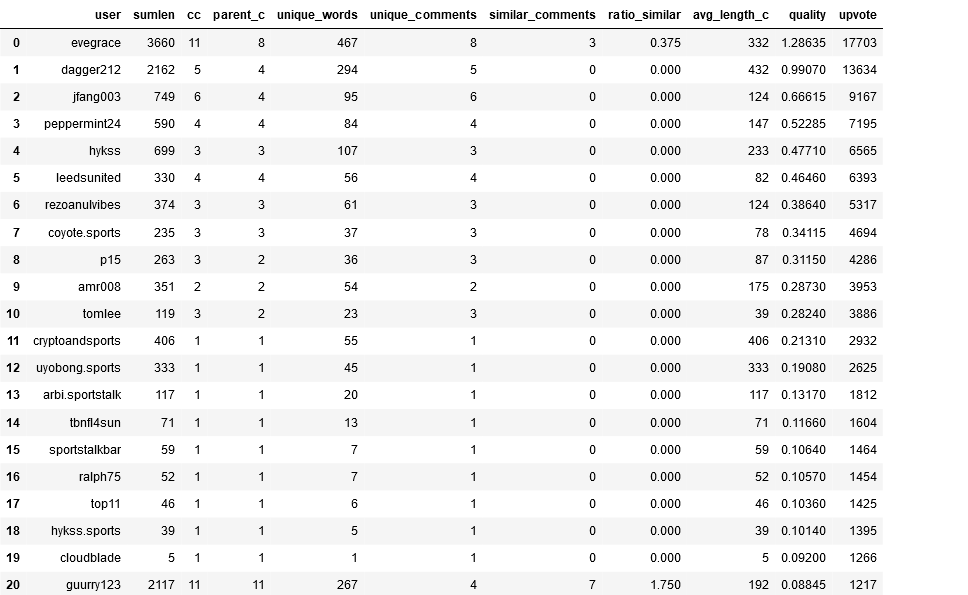 user sumlen cc parent_c unique_words unique_comments similar_comments ratio_similar avg_length_c quality upvote
0 evegrace 3660 11 8 467 8 3 0.375 332 1.28635 17703
1 dagger212 2162 5 4 294 5 0 0.000 432 0.99070 13634
2 jfang003 749 6 4 95 6 0 0.000 124 0.66615 9167
3 peppermint24 590 4 4 84 4 0 0.000 147 0.52285 7195
4 hykss 699 3 3 107 3 0 0.000 233 0.47710 6565
5 leedsunited 330 4 4 56 4 0 0.000 82 0.46460 6393
6 rezoanulvibes 374 3 3 61 3 0 0.000 124 0.38640 5317
7 coyote.sports 235 3 3 37 3 0 0.000 78 0.34115 4694
8 p15 263 3 2 36 3 0 0.000 87 0.31150 4286
9 amr008 351 2 2 54 2 0 0.000 175 0.28730 3953
10 tomlee 119 3 2 23 3 0 0.000 39 0.28240 3886
11 cryptoandsports 406 1 1 55 1 0 0.000 406 0.21310 2932
12 uyobong.sports 333 1 1 45 1 0 0.000 333 0.19080 2625
13 arbi.sportstalk 117 1 1 20 1 0 0.000 117 0.13170 1812
14 tbnfl4sun 71 1 1 13 1 0 0.000 71 0.11660 1604
15 sportstalkbar 59 1 1 7 1 0 0.000 59 0.10640 1464
16 ralph75 52 1 1 7 1 0 0.000 52 0.10570 1454
17 top11 46 1 1 6 1 0 0.000 46 0.10360 1425
18 hykss.sports 39 1 1 5 1 0 0.000 39 0.10140 1395
19 cloudblade 5 1 1 1 1 0 0.000 5 0.09200 1266
20 guurry123 2117 11 11 267 4 7 1.750 192 0.08845 1217